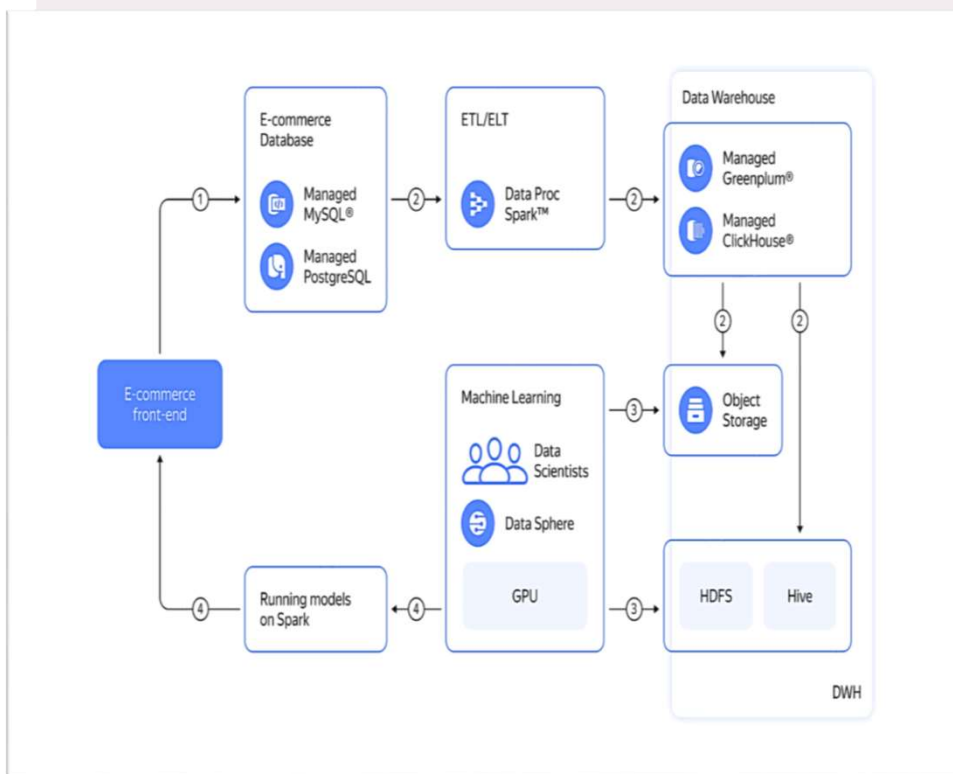 E-commerce
Database
Managed
MySQL®
Managed
PostgreSQL
ETL/ELT
Data Proc
Spark™
Data Warehouse
Managed
Greenplum®
Managed
ClickHouse®
1
2
2
2
2
E-commerce
front-end
Machine Learning
Data
Scientists
Data Sphere
GPU
3
Object
Storage
3
HDFS
Hive
DWH
4
Running models
on Spark
4